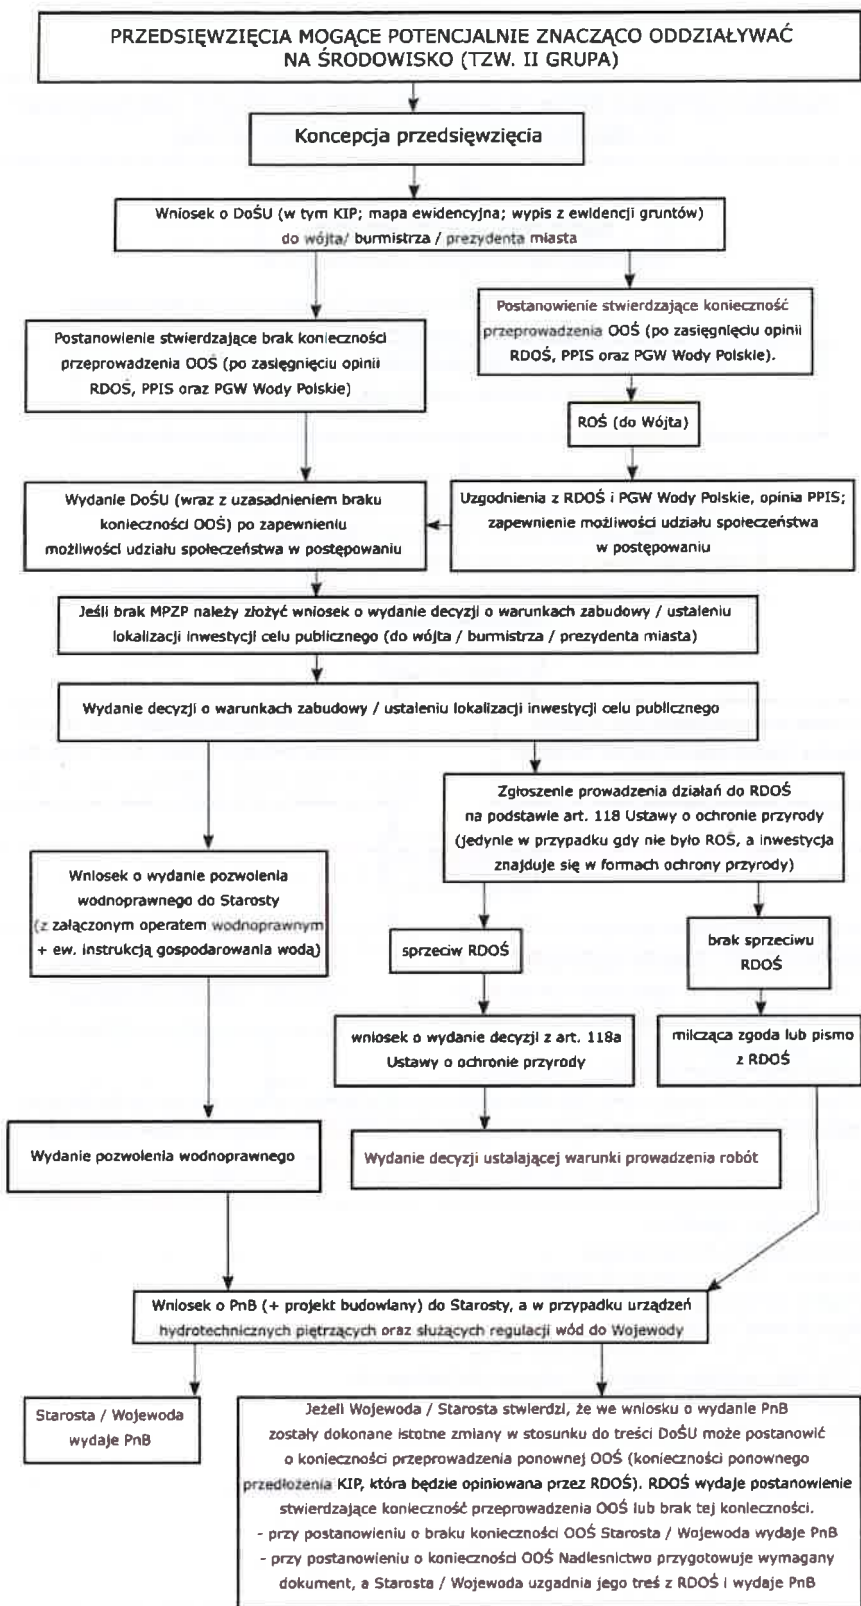 PRZEDSIĘWZIĘCIA MOGĄCE POTENCJALNIE ZNACZĄCO ODDZIAŁYWAĆ
NA ŚRODOWISKO (TZW. II GRUPA)
Koncepcja przedsięwzięcia
Wniosek o DoŚU (w tym KIP; mapa ewidencyjna; wypis z ewidencji gruntów)
do wójta/ burmistrza / prezydenta miasta
Postanowienie stwierdzające brak konieczności
przeprowadzenia OOŚ (po zasięgnięciu opinii
RDOŚ, PPIS oraz PGW Wody Polskie)
Postanowienie stwierdzające konieczność
przeprowadzenia OOŚ (po zasięgnięciu opinii
RDOŚ, PPIS oraz PGW Wody Polskie).
ROŚ (do Wójta)
Wydanie DoŚU (wraz z uzasadnieniem braku
konieczności OOŚ) po zapewnieniu
możliwości udziału społeczeństwa w postępowaniu
Uzgodnienia z RDOŚ i PGW Wody Polskie, opinia PPIS;
zapewnienie możliwości udziału społeczeństwa
w postępowaniu
Jeśli brak MPZP należy złożyć wniosek o wydanie decyzji o warunkach zabudowy / ustaleniu
lokalizacji inwestycji celu publicznego (do wójta / burmistrza / prezydenta miasta)
Wydanie decyzji o warunkach zabudowy / ustaleniu lokalizacji inwestycji celu publicznego
Zgłoszenie prowadzenia działań do RDOŚ
na podstawie art. 118 Ustawy o ochronie przyrody
(jedynie w przypadku gdy nie było ROŚ, a inwestycja
znajduje się w formach ochrony przyrody)
Wniosek o wydanie pozwolenia
wodnoprawnego do Starosty
(z załączonym operatem wodnoprawnym
+ ew. instrukcją gospodarowania wodą)
sprzeciw RDOŚ
brak sprzeciwu
RDOŚ
wniosek o wydanie decyzji z art. 118a
Ustawy o ochronie przyrody
milcząca zgoda lub pismo
z RDOŚ
Wydanie pozwolenia wodnoprawnego
Wydanie decyzji ustalającej warunki prowadzenia robót
Wniosek o PnB (+ projekt budowlany) do Starosty, a w przypadku urządzeń
hydrotechnicznych piętrzących oraz służących regulacji wód do Wojewody
Starosta / Wojewoda
wydaje PnB
Jeżeli Wojewoda / Starosta stwierdzi, że we wniosku o wydanie PnB
zostały dokonane istotne zmiany w stosunku do treści DoŚU może postanowić
o konieczności przeprowadzenia ponownej OOŚ (konieczności ponownego
przedłożenia KIP, która będzie opiniowana przez RDOŚ). RDOŚ wydaje postanowienie
stwierdzające konieczność przeprowadzenia OOŚ lub brak tej konieczności.
- przy postanowieniu o braku konieczności OOŚ Starosta / Wojewoda wydaje PnB
- przy postanowieniu o konieczności OOŚ Nadlesnictwo przygotowuje wymagany
dokument, a Starosta / Wojewoda uzgadnia jego treś z RDOŚ i wydaje PnB